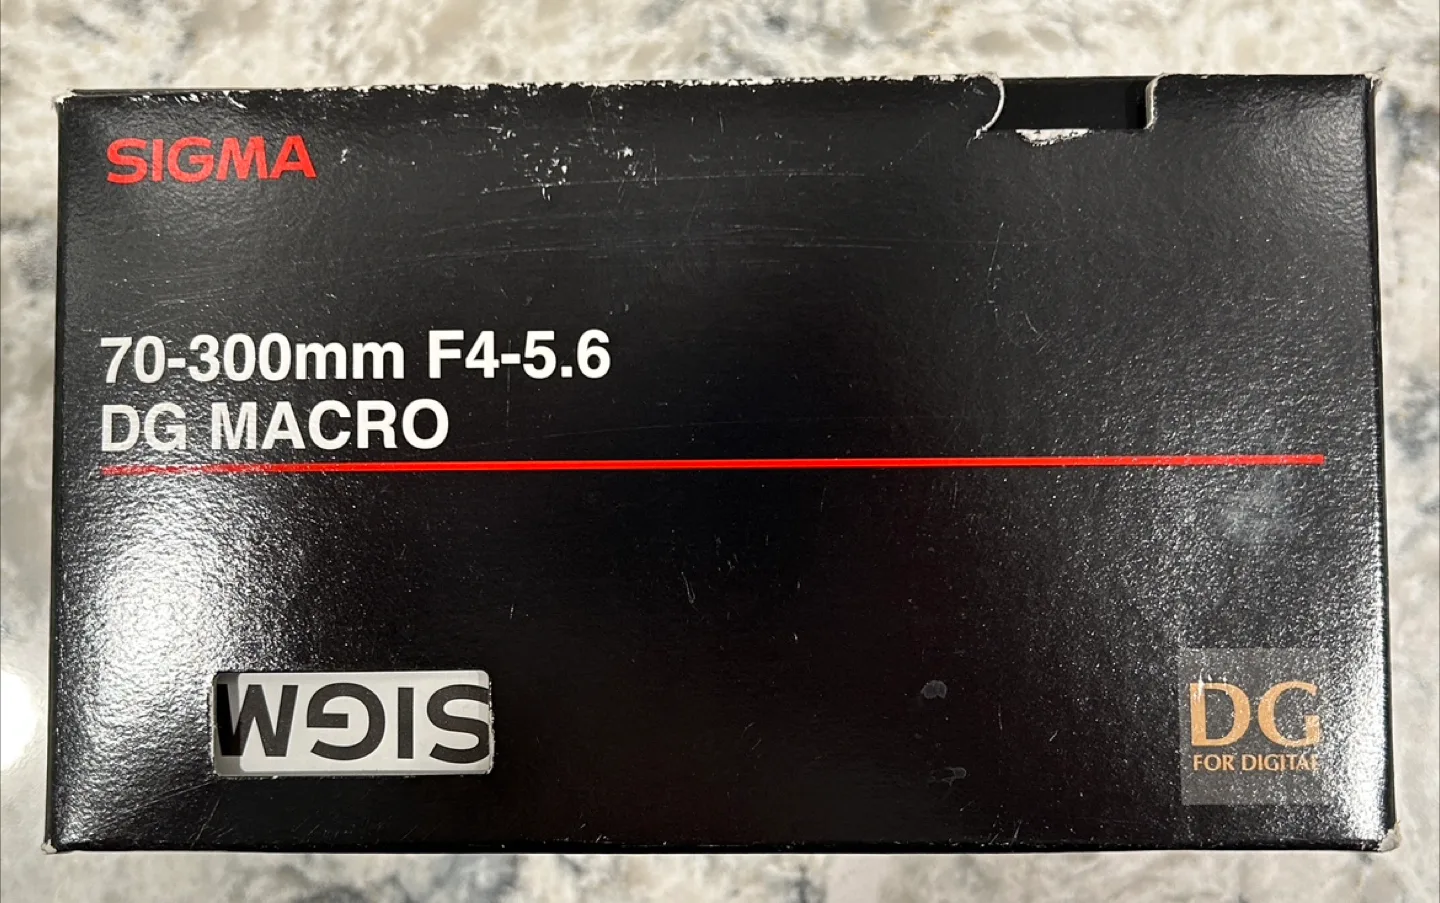 SIGMA
70-300mm F4-5.6
DG MACRO
SIGM
DG
FOR DIGITAL